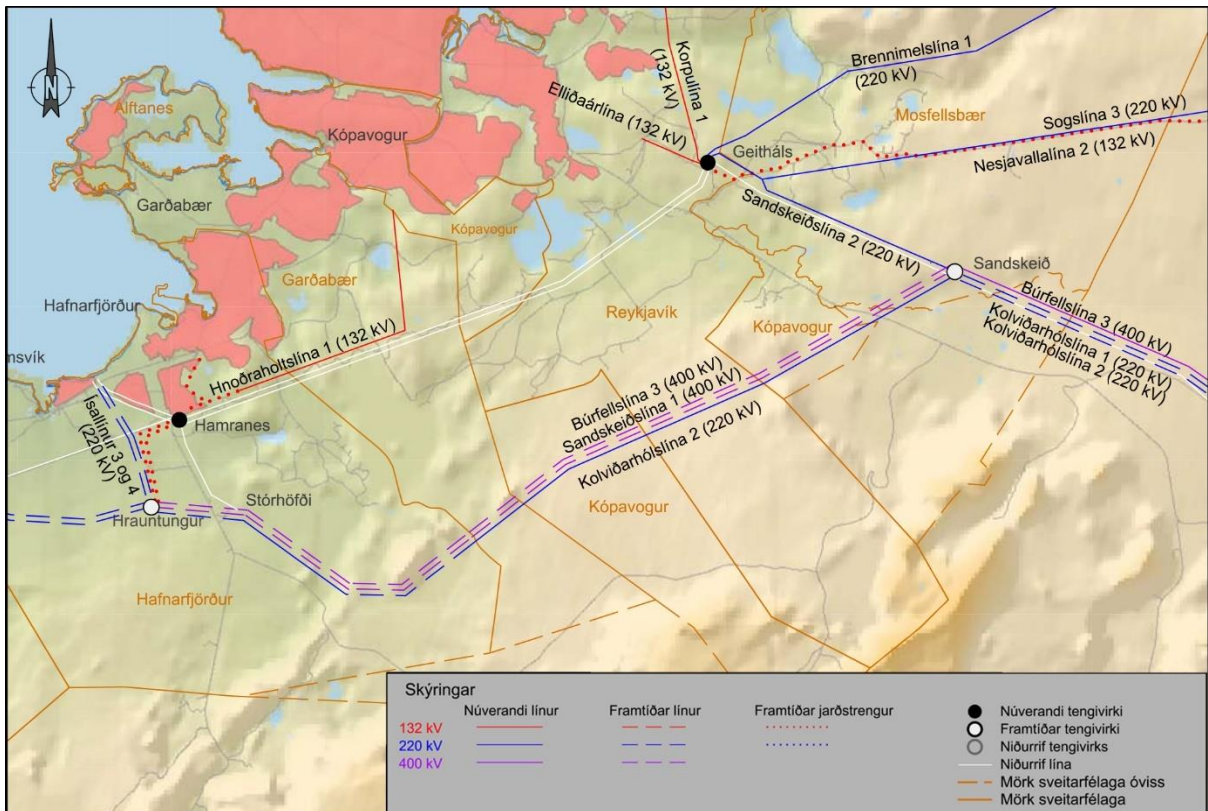 N
Brennimelslína 1
(220 kV)
Korpulína 1
(132 kV)
Elliðaárlína (132 kV)
Álftanes
Mosfellsbær
Sogslína 3 (220 kV)
Kópavogur
Geitháls
Nesjavallalína 2 (132 kV)
Garðabær
Sandskeiðslína 2 (220 kV)
Kópavogur
Sandskeið
Garðabær
Búrfellslína 3 (400 kV)
Kolviðarhólslína 1 (220 kV)
Kolviðarhólslína 2 (220 kV)
Hafnarfjörður
Reykjavík
Kópavogur
msvík
Hnoðraholtslína 1 (132 kV)
Búrfellslína 3 (400 kV)
Sandskeiðslína 1 (400 kV)
Kolviðarhólslína 2 (220 kV)
Ísallínur 3 og 4
(220 kV)
Hamranes
Stórhöfði
Kópavogur
Hrauntungur
Hafnarfjörður
Skýringar
Núverandi línur
Framtíðar línur
Framtíðar jarðstrengur
132 kV
220 kV
400 kV
Núverandi tengivirki
Framtíðar tengivirki
Niðurrif tengivirks
Niðurrif lína
Mörk sveitarfélaga óviss
Mörk sveitarfélaga